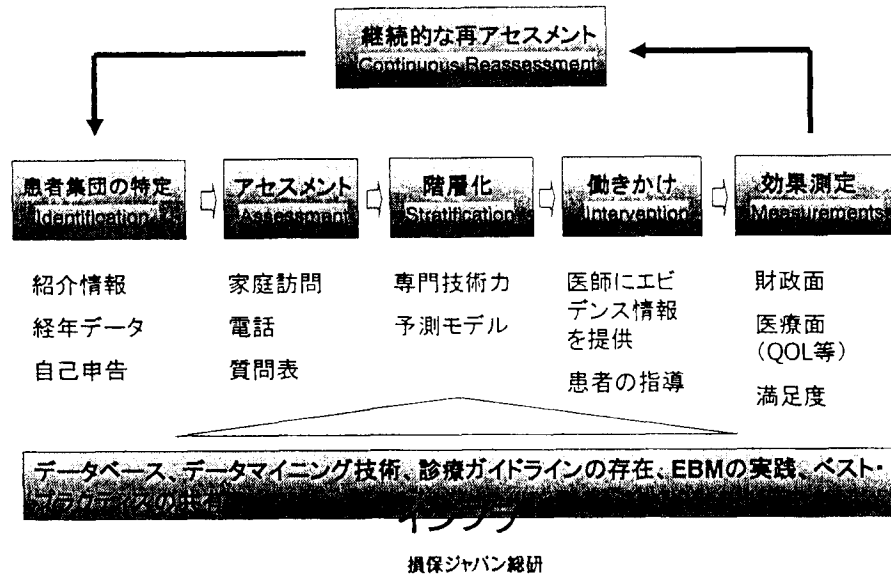 継続的な再アセスメント
Continuous Reassessment
患者集団の特定
Identification
アセスメント
Assessment
階層化
Stratification
働きかけ
Intervention
効果測定
Measurements
紹介情報
経年データ
自己申告
家庭訪問
電話
質問表
専門技術力
予測モデル
医師にエビ
デンス情報
を提供
患者の指導
財政面
医療面
(QOL等)
満足度
データベース、データマイニング技術、診療ガイドラインの存在、EBMの実践、ベスト・
プラクティスの共有
インフラ
損保ジャパン総研